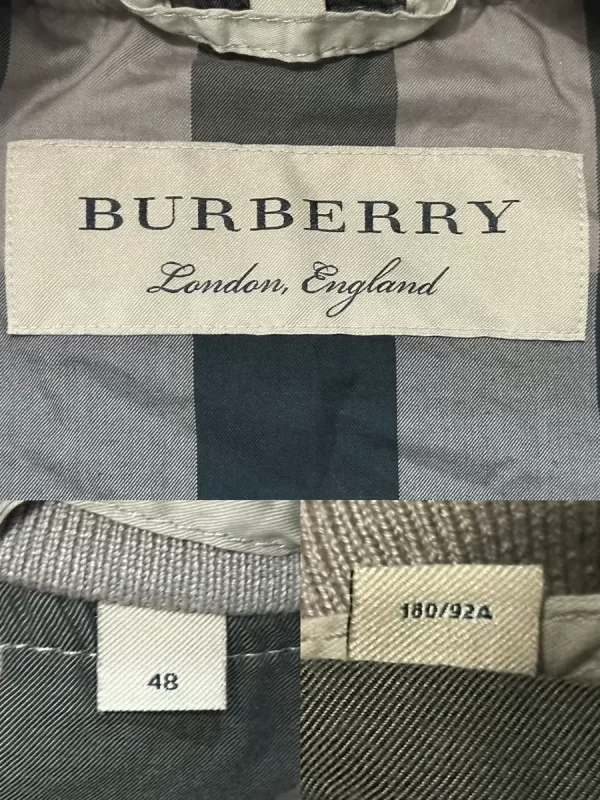 BURBERRY
London, England
48
180/92A